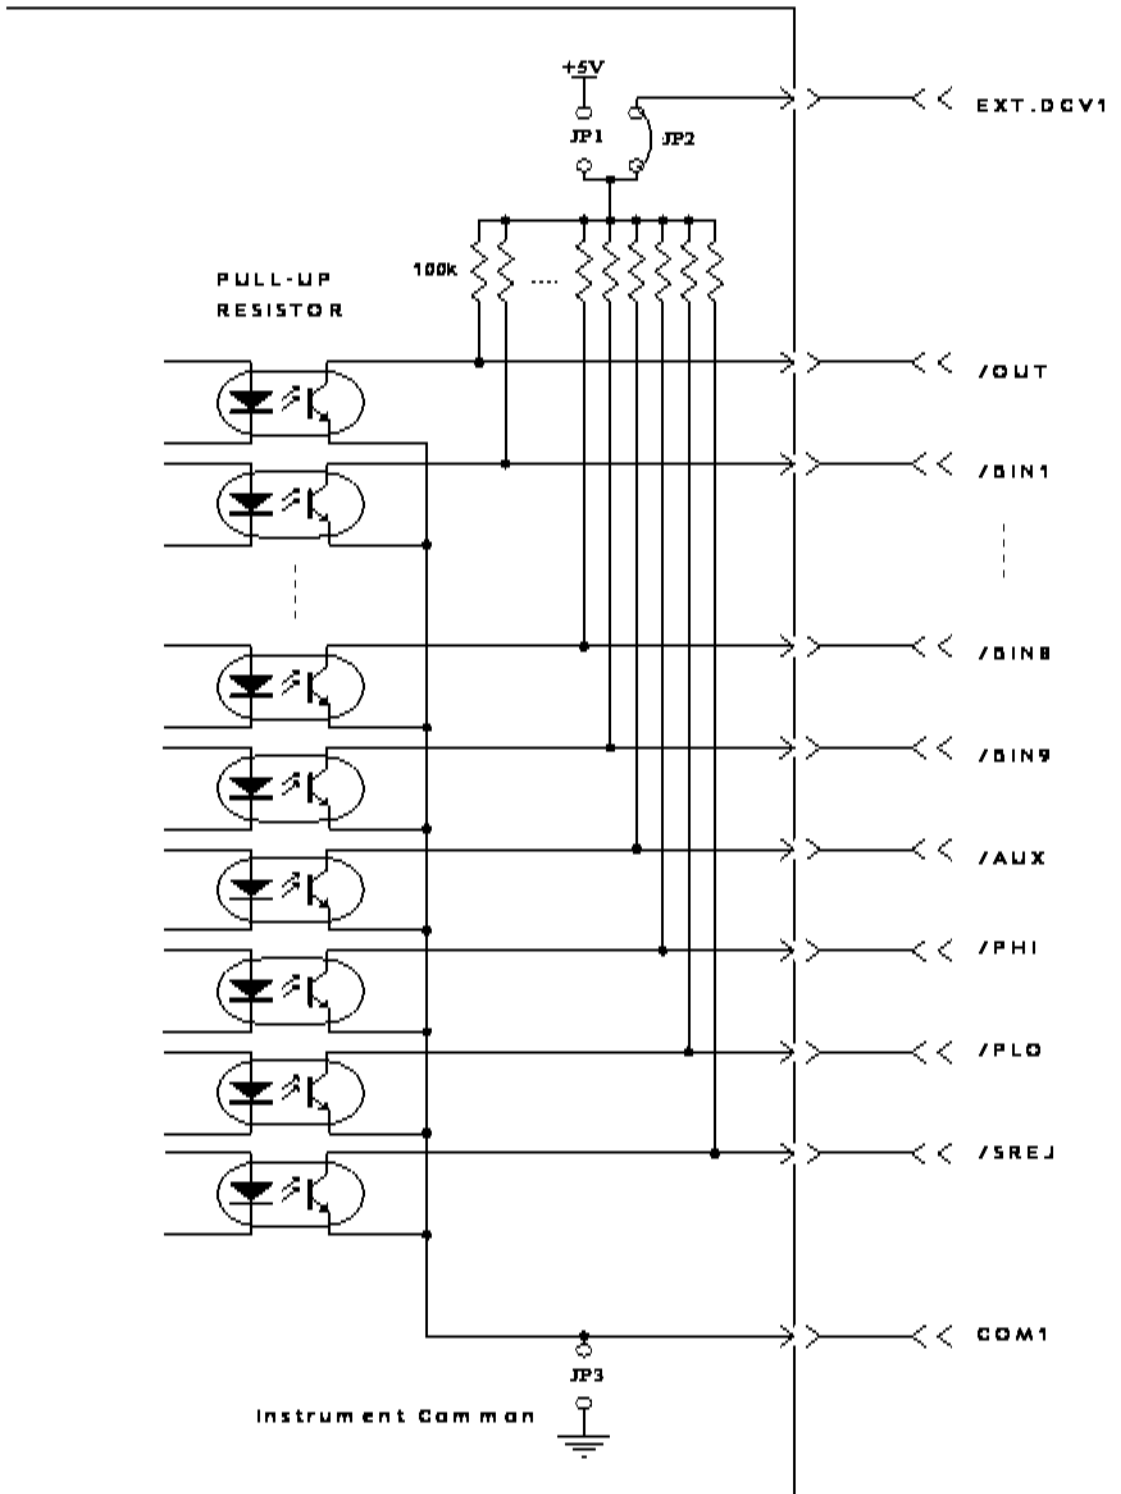 +5V
EXT.DCV1
JP1
JP2
100k
PULL-UP
RESISTOR
/OUT
/BIN1
/BIN8
/BIN9
/AUX
/PHI
/PLO
/SREJ
COM1
JP3
Instrument Common